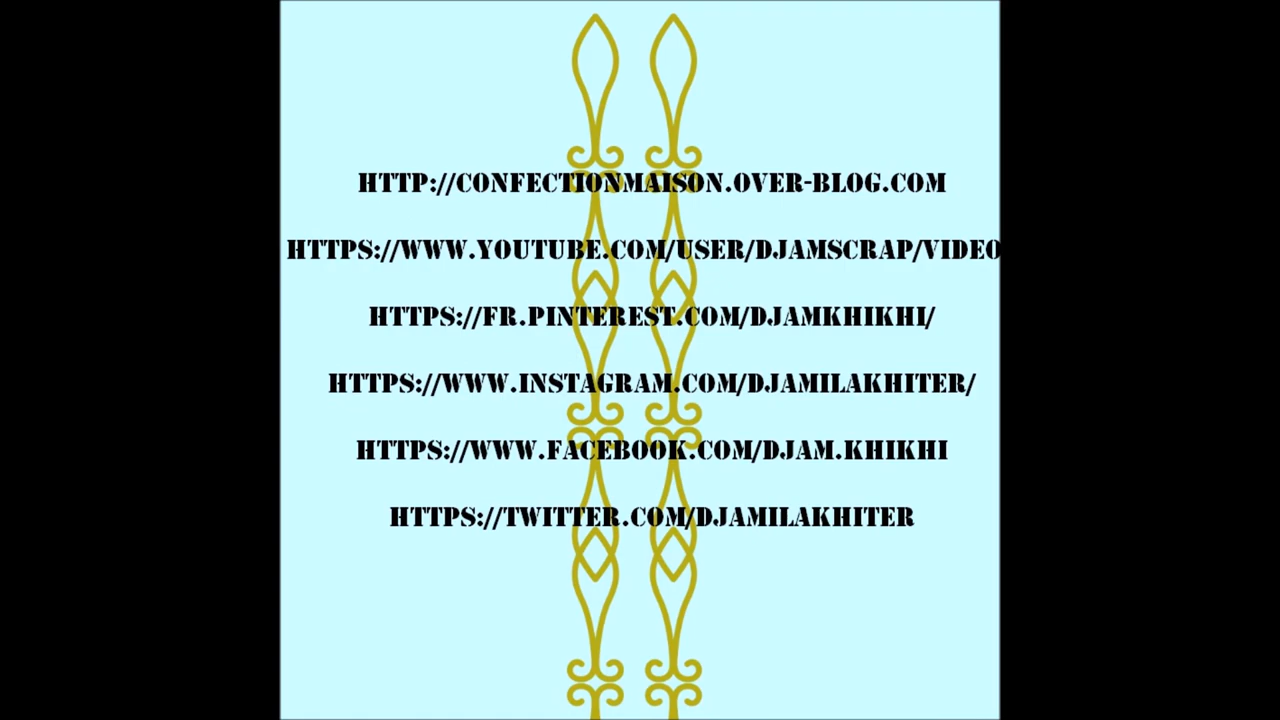 HTTP://CONFECTIONMAISON.OVER-BLOG.COM
HTTPS://WWW.YOUTUBE.COM/USER/DJAMSCRAP/VIDEO
HTTPS://FR.PINTEREST.COM/DJAMKHIKHI/
HTTPS://WWW.INSTAGRAM.COM/DJAMILAKHITER/
HTTPS://WWW.FACEBOOK.COM/DJAM.KHIKHI
HTTPS://TWITTER.COM/DJAMILAKHITER